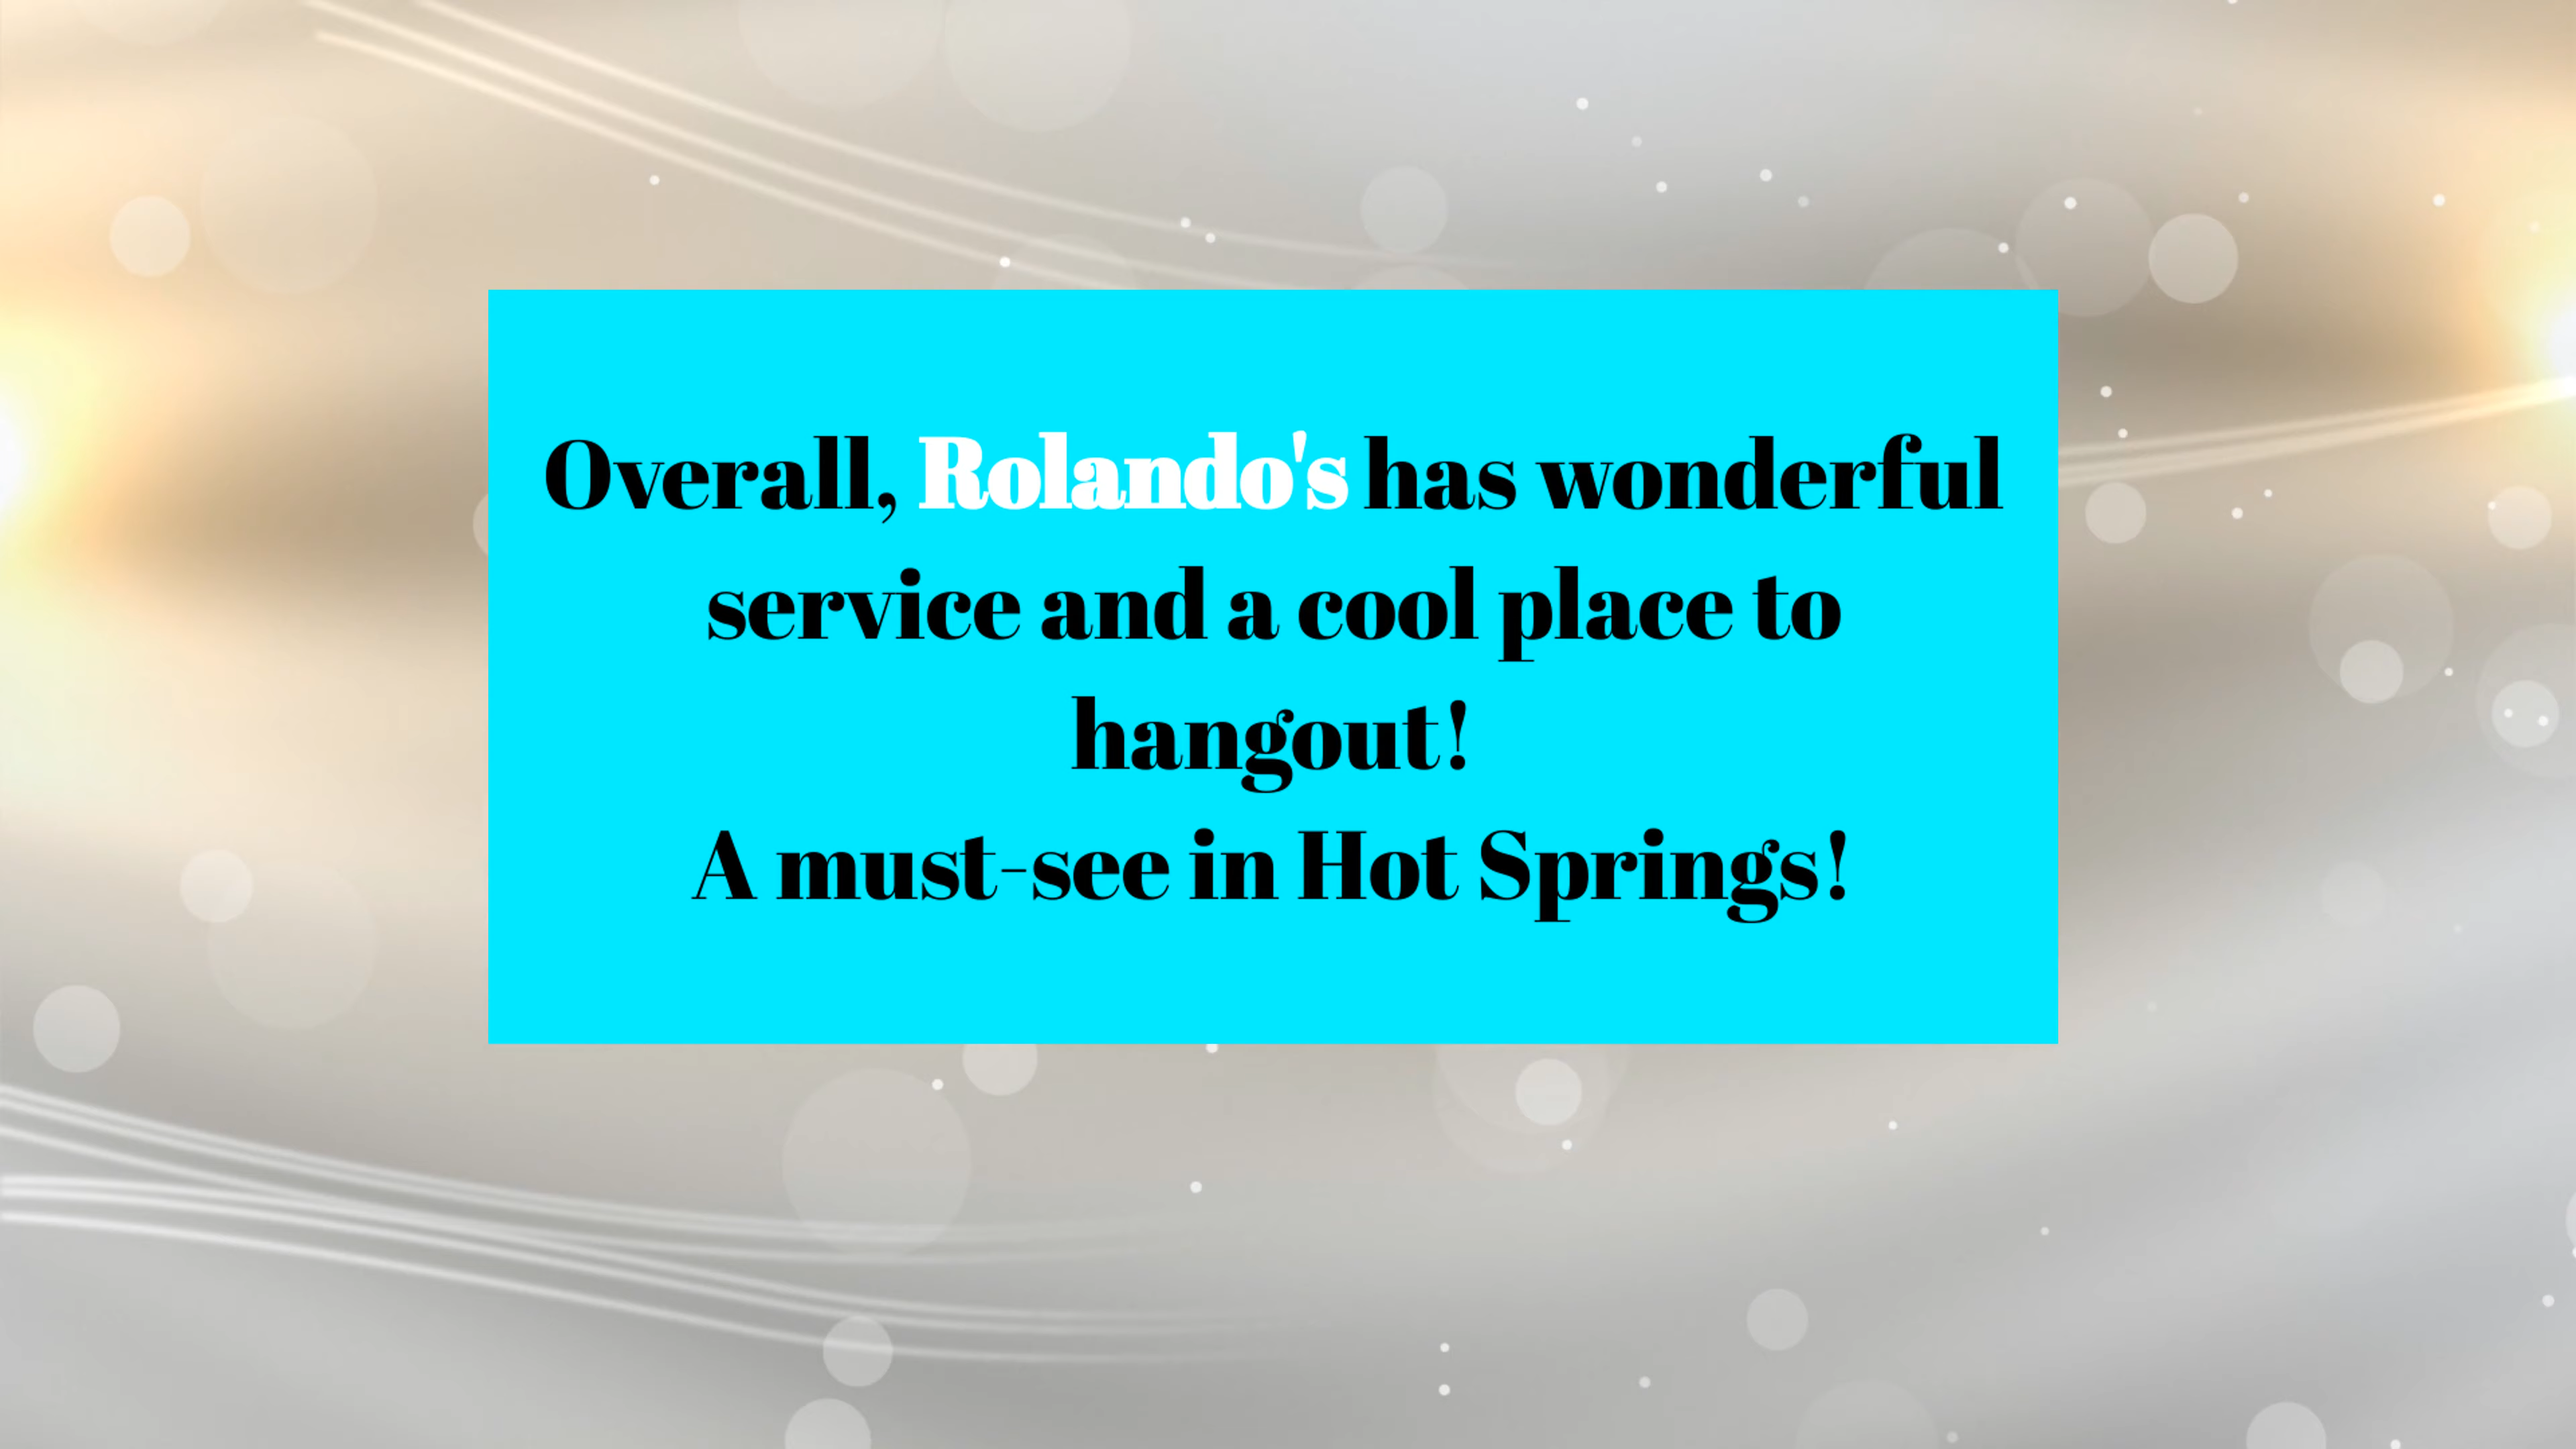 Overall, Rolando's has wonderful
service and a cool place to
hangout!
A must-see in Hot Springs!